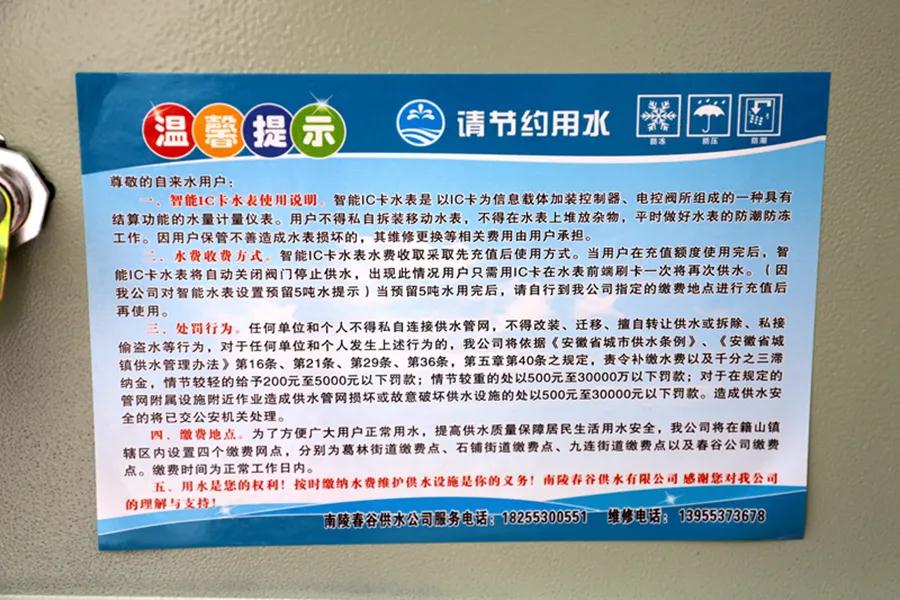 温馨提示
请节约用水
防冻 防压 防潮
尊敬的自来水用户：
一、智能IC卡水表使用说明。智能IC卡水表是 以IC卡为信息载体加装控制器、电控阀所组成的一种具有
结算功能的水量计量仪表。用户不得私自拆装移动水表，不得在水表上堆放杂物，平时做好水表的防潮防冻
工作。因用户保管不善造成水表损坏的，其维修更换等相关费用由用户承担。
二、水费收费方式。智能IC卡水表水费收取采取先充值后使用方式。当用户在充值额度使用完后，智
能IC卡水表将自动关闭阀门停止供水，出现此情况用户只需用IC卡在水表前端刷卡一次将再次供水。（因
我公司对智能水表设置预留5吨水提示）当预留5吨水用完后，请自行到我公司指定的缴费地点进行充值后
再使用。
三、处罚行为。任何单位和个人不得私自连接供水管网，不得改装、迁移、擅自转让供水或拆除、私接
偷盗水等行为，对于任何单位和个人发生上述行为的，我公司将依据《安徽省城市供水条例》、《安徽省城
镇供水管理办法》第16条、第21条、第29条、第36条，第五章第40条之规定，责令补缴水费以及千分之三滞
纳金，情节较轻的给予200元至5000元以下罚款；情节较重的处以500元至30000万以下罚款；对于在规定的
管网附属设施附近作业造成供水管网损坏或故意破坏供水设施的处以500元至30000元以下罚款。造成供水安
全的将已交公安机关处理。
四、缴费地点。为了方便广大用户正常用水，提高供水质量保障居民生活用水安全，我公司将在籍山镇
辖区内设置四个缴费网点，分别为葛林街道缴费点、石铺街道缴费点、九连街道缴费点以及春谷公司缴费
点。缴费时间为正常工作日内。
五、用水是您的权利！按时缴纳水费维护供水设施是你的义务！南陵春谷供水有限公司 感谢您对我公司
的理解与支持！
南陵春谷供水公司服务电话：18255300551 维修电话：13955373678